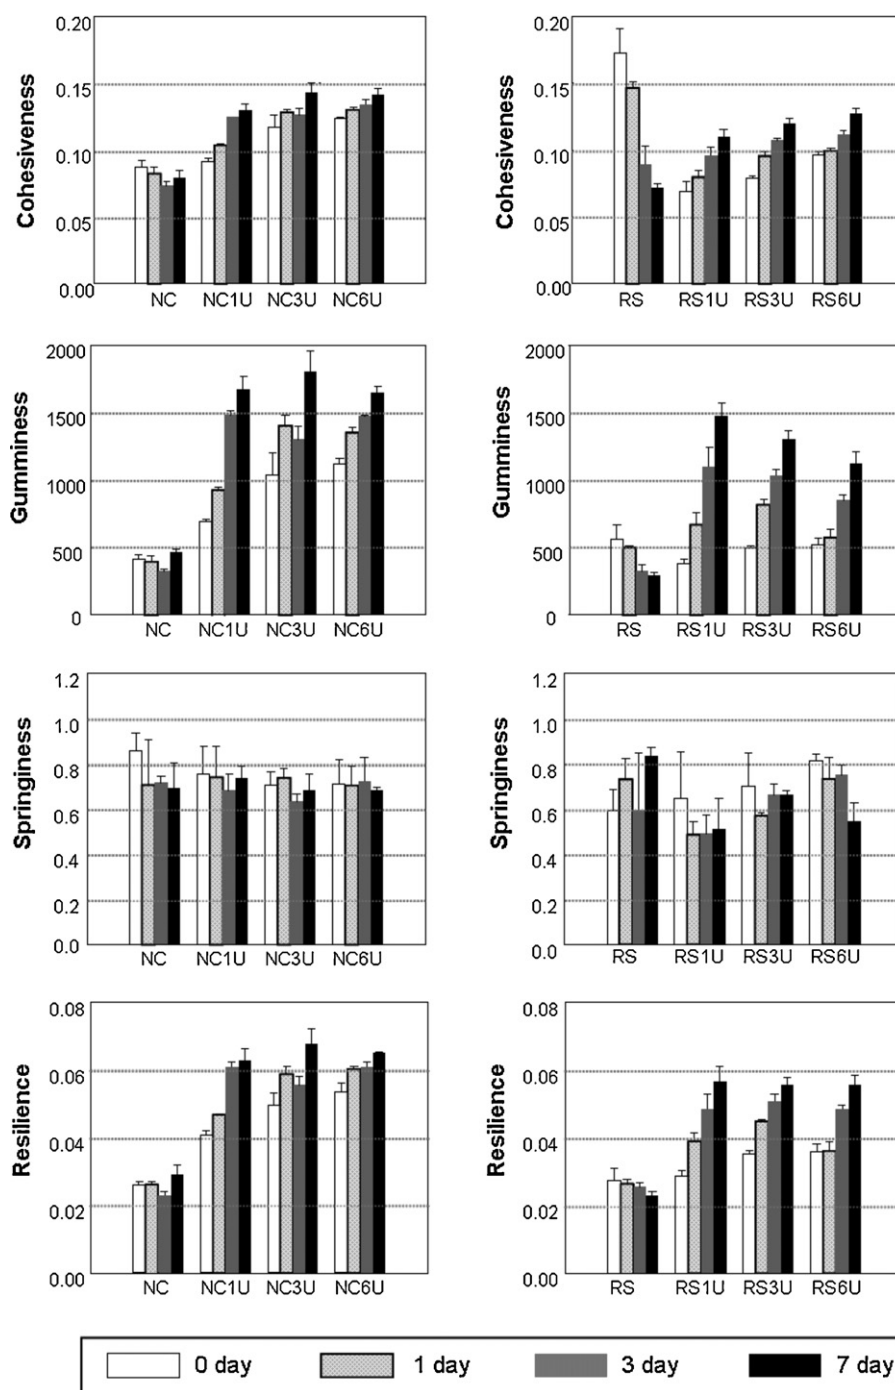 Cohesiveness
0.20
0.15
0.10
0.05
0.00
NC NC1U NC3U NC6U
Cohesiveness
0.20
0.15
0.10
0.05
0.00
RS RS1U RS3U RS6U
Gumminess
2000
1500
1000
500
0
NC NC1U NC3U NC6U
Gumminess
2000
1500
1000
500
0
RS RS1U RS3U RS6U
Springiness
1.2
1.0
0.8
0.6
0.4
0.2
0.0
NC NC1U NC3U NC6U
Springiness
1.2
1.0
0.8
0.6
0.4
0.2
0.0
RS RS1U RS3U RS6U
Resilience
0.08
0.06
0.04
0.02
0.00
NC NC1U NC3U NC6U
Resilience
0.08
0.06
0.04
0.02
0.00
RS RS1U RS3U RS6U
0 day 1 day 3 day 7 day